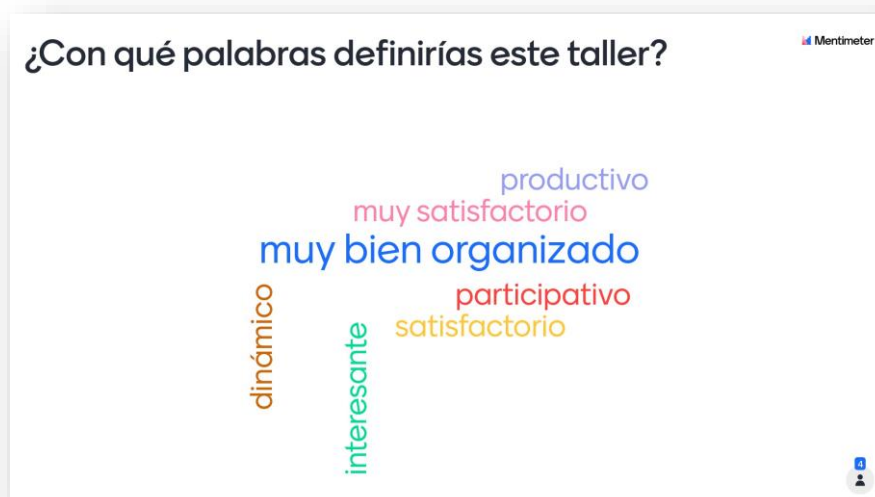 ¿Con qué palabras definirías este taller?
Mentimeter
productivo
muy satisfactorio
muy bien organizado
participativo
satisfactorio
dinámico
interesante
4